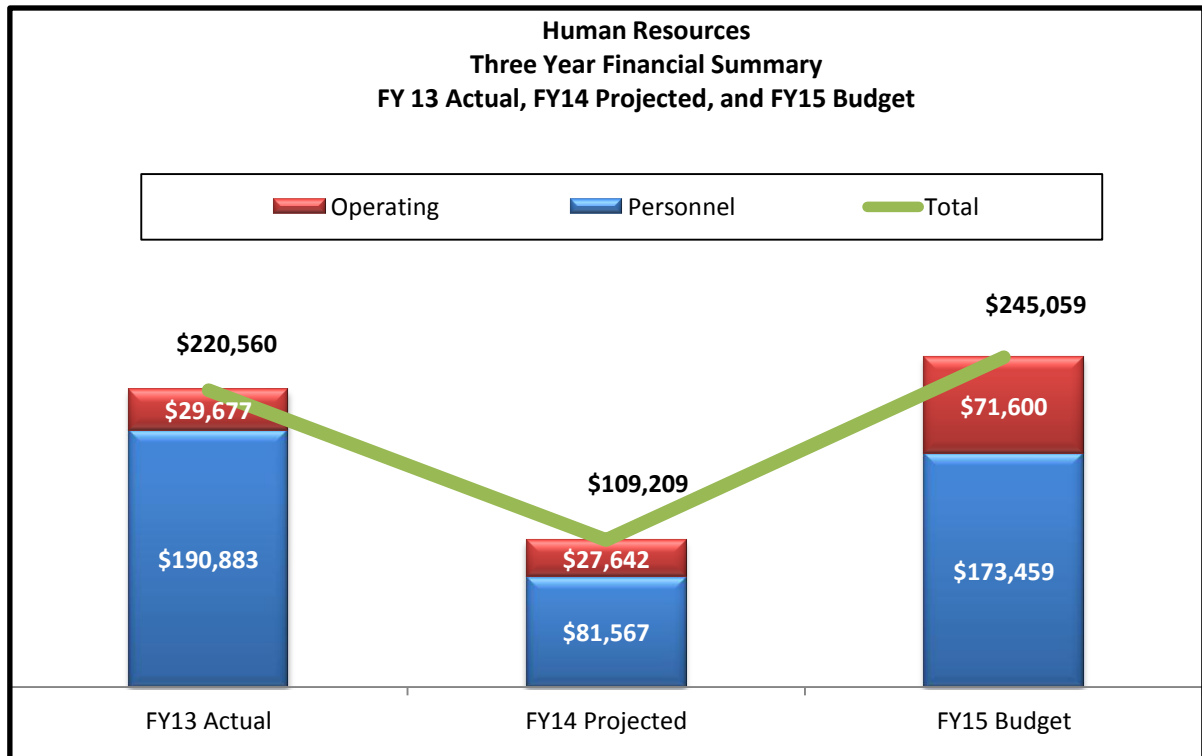 Human Resources
Three Year Financial Summary
FY 13 Actual, FY14 Projected, and FY15 Budget
Operating Personnel Total
$245,059
$220,560
$29,677
$71,600
$109,209
$190,883
$27,642
$173,459
$81,567
FY13 Actual FY14 Projected FY15 Budget